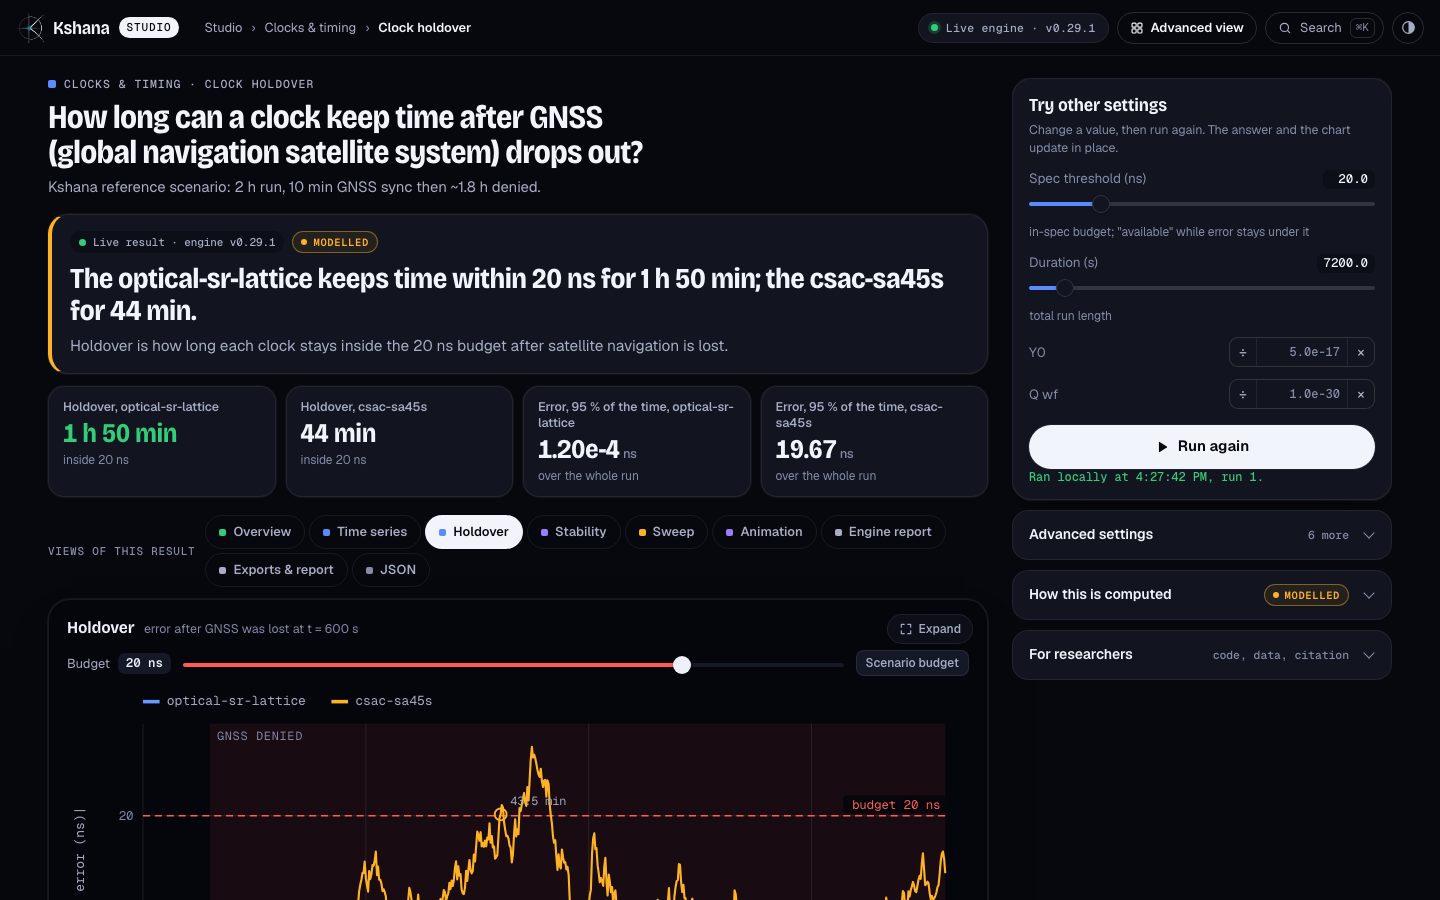 Kshana STUDIO Studio › Clocks & timing › Clock holdover Live engine · v0.29.1 Advanced view Search ⌘K
CLOCKS & TIMING · CLOCK HOLDOVER
How long can a clock keep time after GNSS
(global navigation satellite system) drops out?
Kshana reference scenario: 2 h run, 10 min GNSS sync then ~1.8 h denied.
Live result · engine v0.29.1 MODELLED
The optical-sr-lattice keeps time within 20 ns for 1 h 50 min; the csac-sa45s
for 44 min.
Holdover is how long each clock stays inside the 20 ns budget after satellite navigation is lost.
Holdover, optical-sr-lattice
1 h 50 min
inside 20 ns
Holdover, csac-sa45s
44 min
inside 20 ns
Error, 95 % of the time, optical-sr-
lattice
1.20e-4 ns
over the whole run
Error, 95 % of the time, csac-
sa45s
19.67 ns
over the whole run
VIEWS OF THIS RESULT
Overview Time series Holdover Stability Sweep Animation Engine report
Exports & report JSON
Holdover error after GNSS was lost at t = 600 s Expand
Budget 20 ns Scenario budget
optical-sr-lattice csac-sa45s
GNSS DENIED
43.5 min
budget 20 ns
20
error (ns)|
Try other settings
Change a value, then run again. The answer and the chart
update in place.
Spec threshold (ns) 20.0
in-spec budget; "available" while error stays under it
Duration (s) 7200.0
total run length
Y0 ÷ 5.0e-17 ×
Q wf ÷ 1.0e-30 ×
Run again
Ran locally at 4:27:42 PM, run 1.
Advanced settings 6 more
How this is computed MODELLED
For researchers code, data, citation